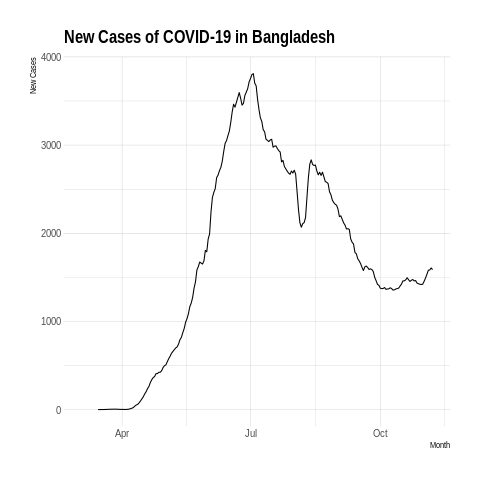 New Cases of COVID-19 in Bangladesh
New Cases
4000
3000
2000
1000
0
Apr
Jul
Oct
Month